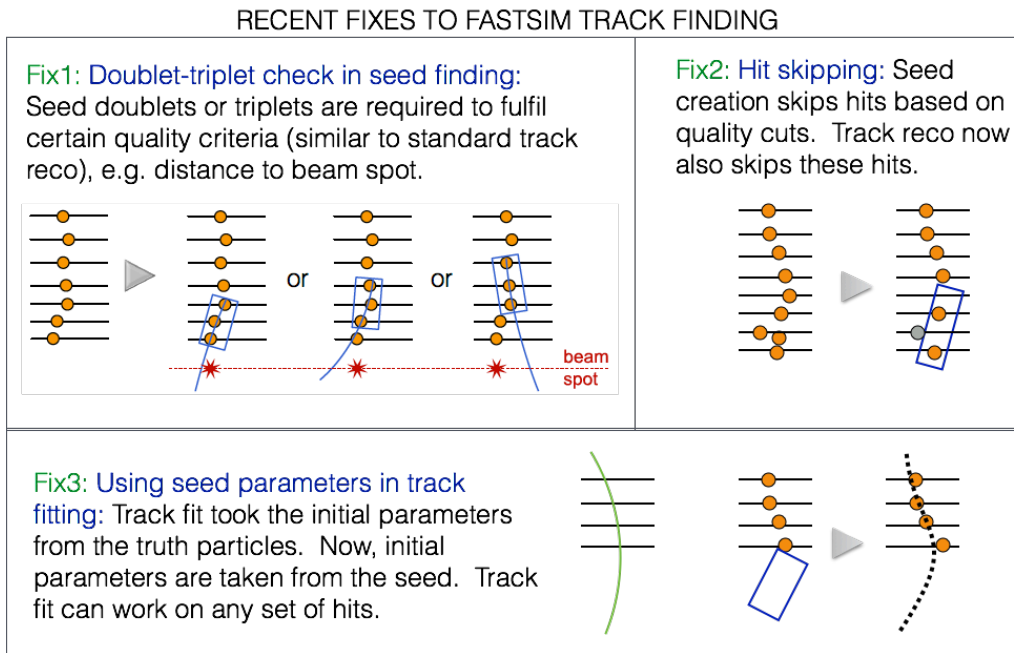 RECENT FIXES TO FASTSIM TRACK FINDING
Fix1: Doublet-triplet check in seed finding:
Seed doublets or triplets are required to fulfil
certain quality criteria (similar to standard track
reco), e.g. distance to beam spot.
or
or
beam
spot
Fix2: Hit skipping: Seed
creation skips hits based on
quality cuts. Track reco now
also skips these hits.
Fix3: Using seed parameters in track
fitting: Track fit took the initial parameters
from the truth particles. Now, initial
parameters are taken from the seed. Track
fit can work on any set of hits.